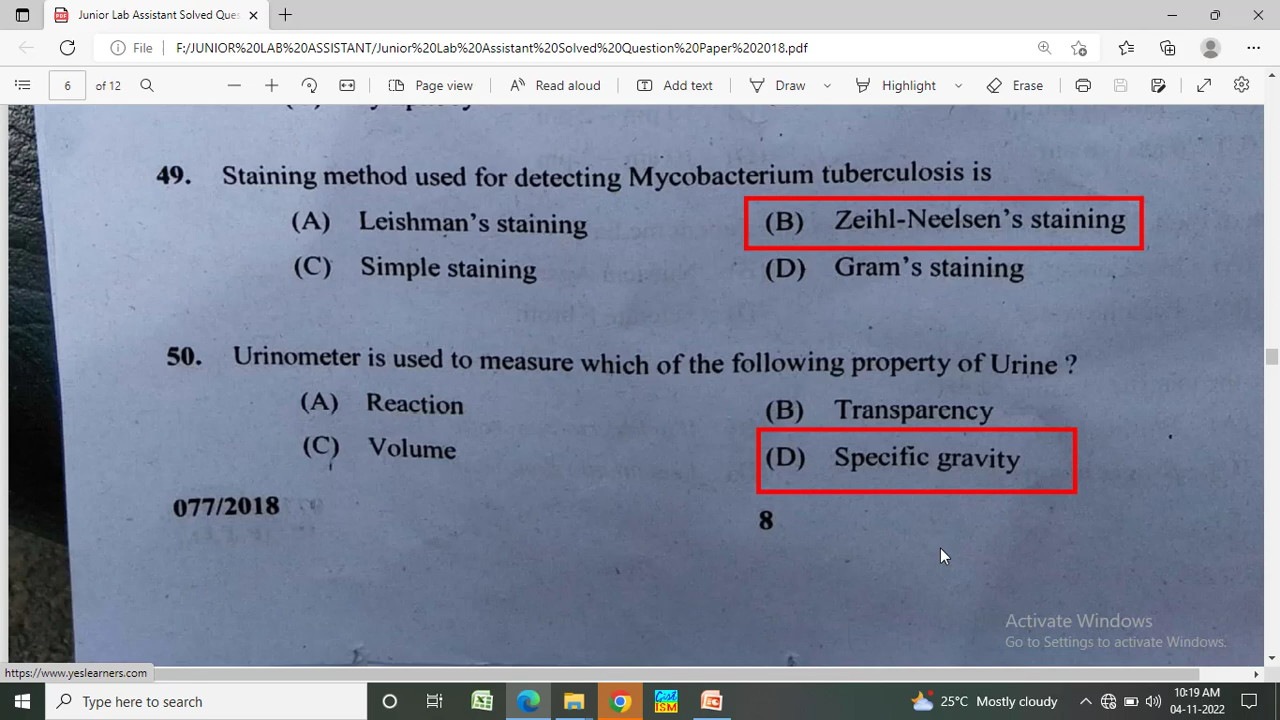 Junior Lab Assistant Solved Ques
File F:/JUNIOR%20LAB%20ASSISTANT/Junior%20Lab%20Assistant%20Solved%20Question%20Paper%202018.pdf
6 of 12 Page view Read aloud Add text Draw Highlight Erase
49. Staining method used for detecting Mycobacterium tuberculosis is
(A) Leishman's staining (B) Zeihl-Neelsen's staining
(C) Simple staining (D) Gram's staining
50. Urinometer is used to measure which of the following property of Urine ?
(A) Reaction (B) Transparency
(C) Volume (D) Specific gravity
077/2018 8
Activate Windows
Go to Settings to activate Windows.
https://www.yeslearners.com
Type here to search 25°C Mostly cloudy 10:19 AM
04-11-2022